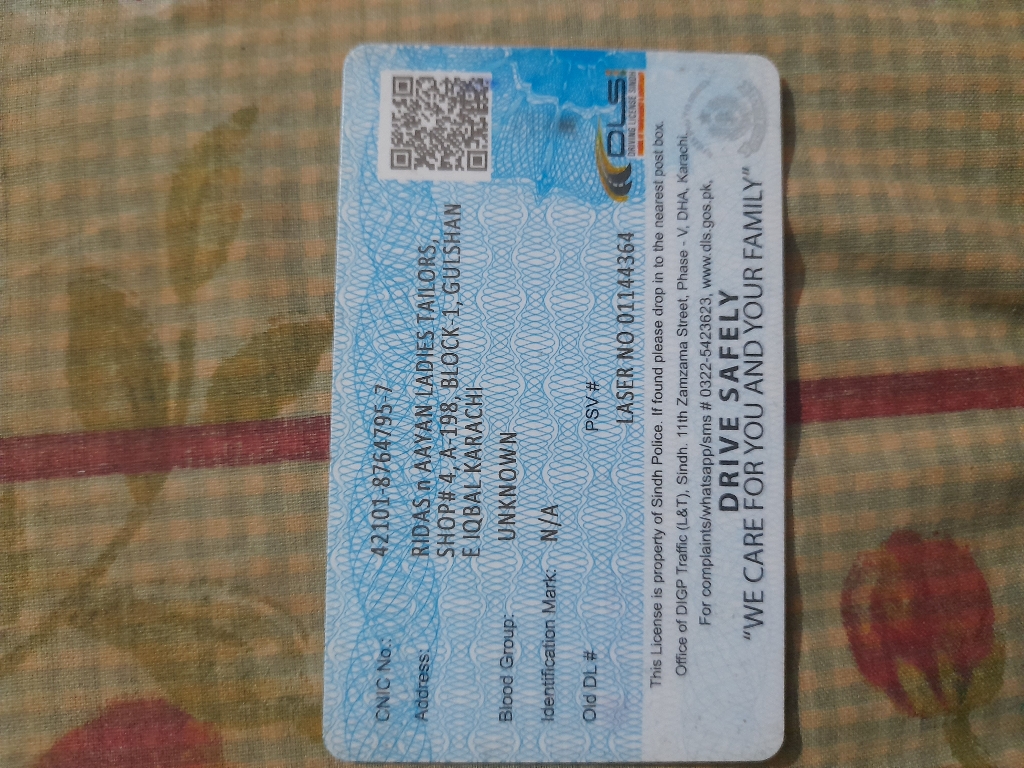 CNIC No.: 42101-8764795-7
Address: RIDAS n AAYAN LADIES TAILORS,
SHOP# 4, A-198, BLOCK-1, GULSHAN
E IQBAL KARACHI
Blood Group: UNKNOWN
Identification Mark: N/A
Old DL # PSV #
LASER NO 01144364
DLS
DRIVING LICENSE SINDH
This License is property of Sindh Police. If found please drop in to the nearest post box.
Office of DIGP Traffic (L&T), Sindh. 11th Zamzama Street, Phase - V, DHA, Karachi.
For complaints/whatsapp/sms # 0322-5423623, www.dls.gos.pk,
DRIVE SAFELY
“WE CARE FOR YOU AND YOUR FAMILY”